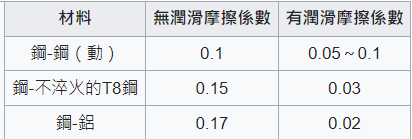 材料 無潤滑摩擦係數 有潤滑摩擦係數
鋼-鋼（動） 0.1 0.05～0.1
鋼-不淬火的T8鋼 0.15 0.03
鋼-鋁 0.17 0.02